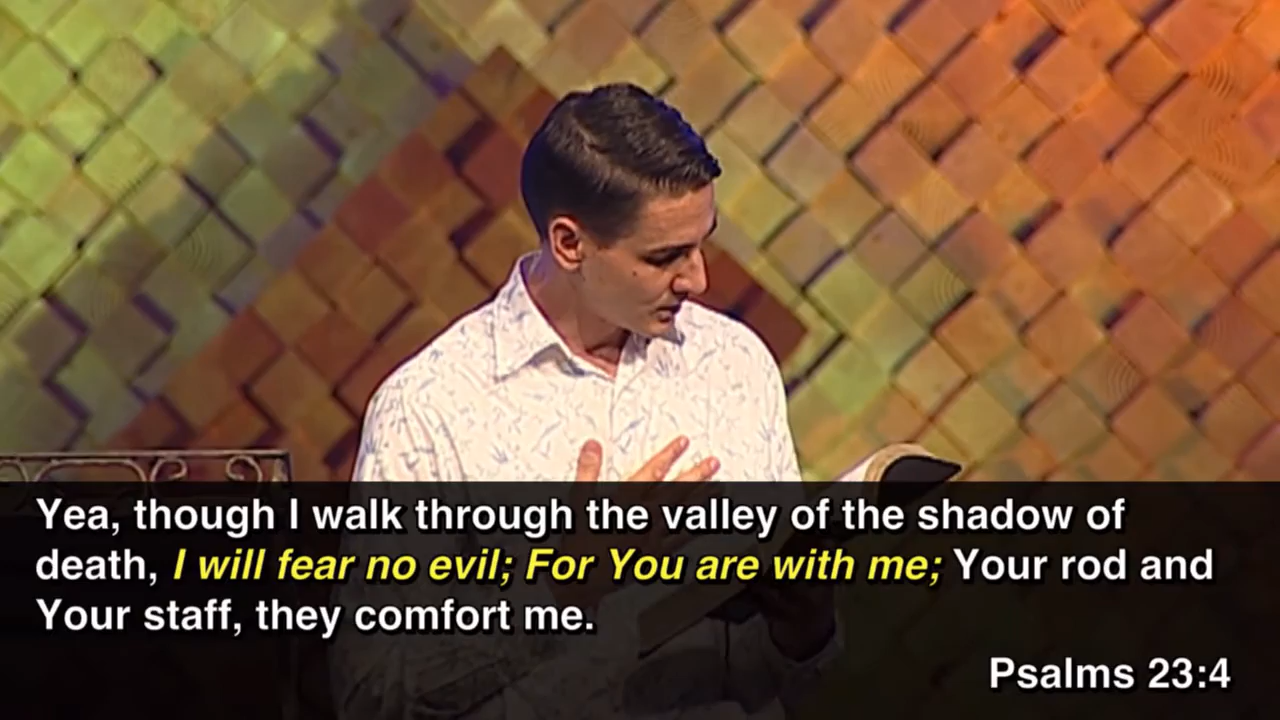 Yea, though I walk through the valley of the shadow of
death, I will fear no evil; For You are with me; Your rod and
Your staff, they comfort me.
Psalms 23:4